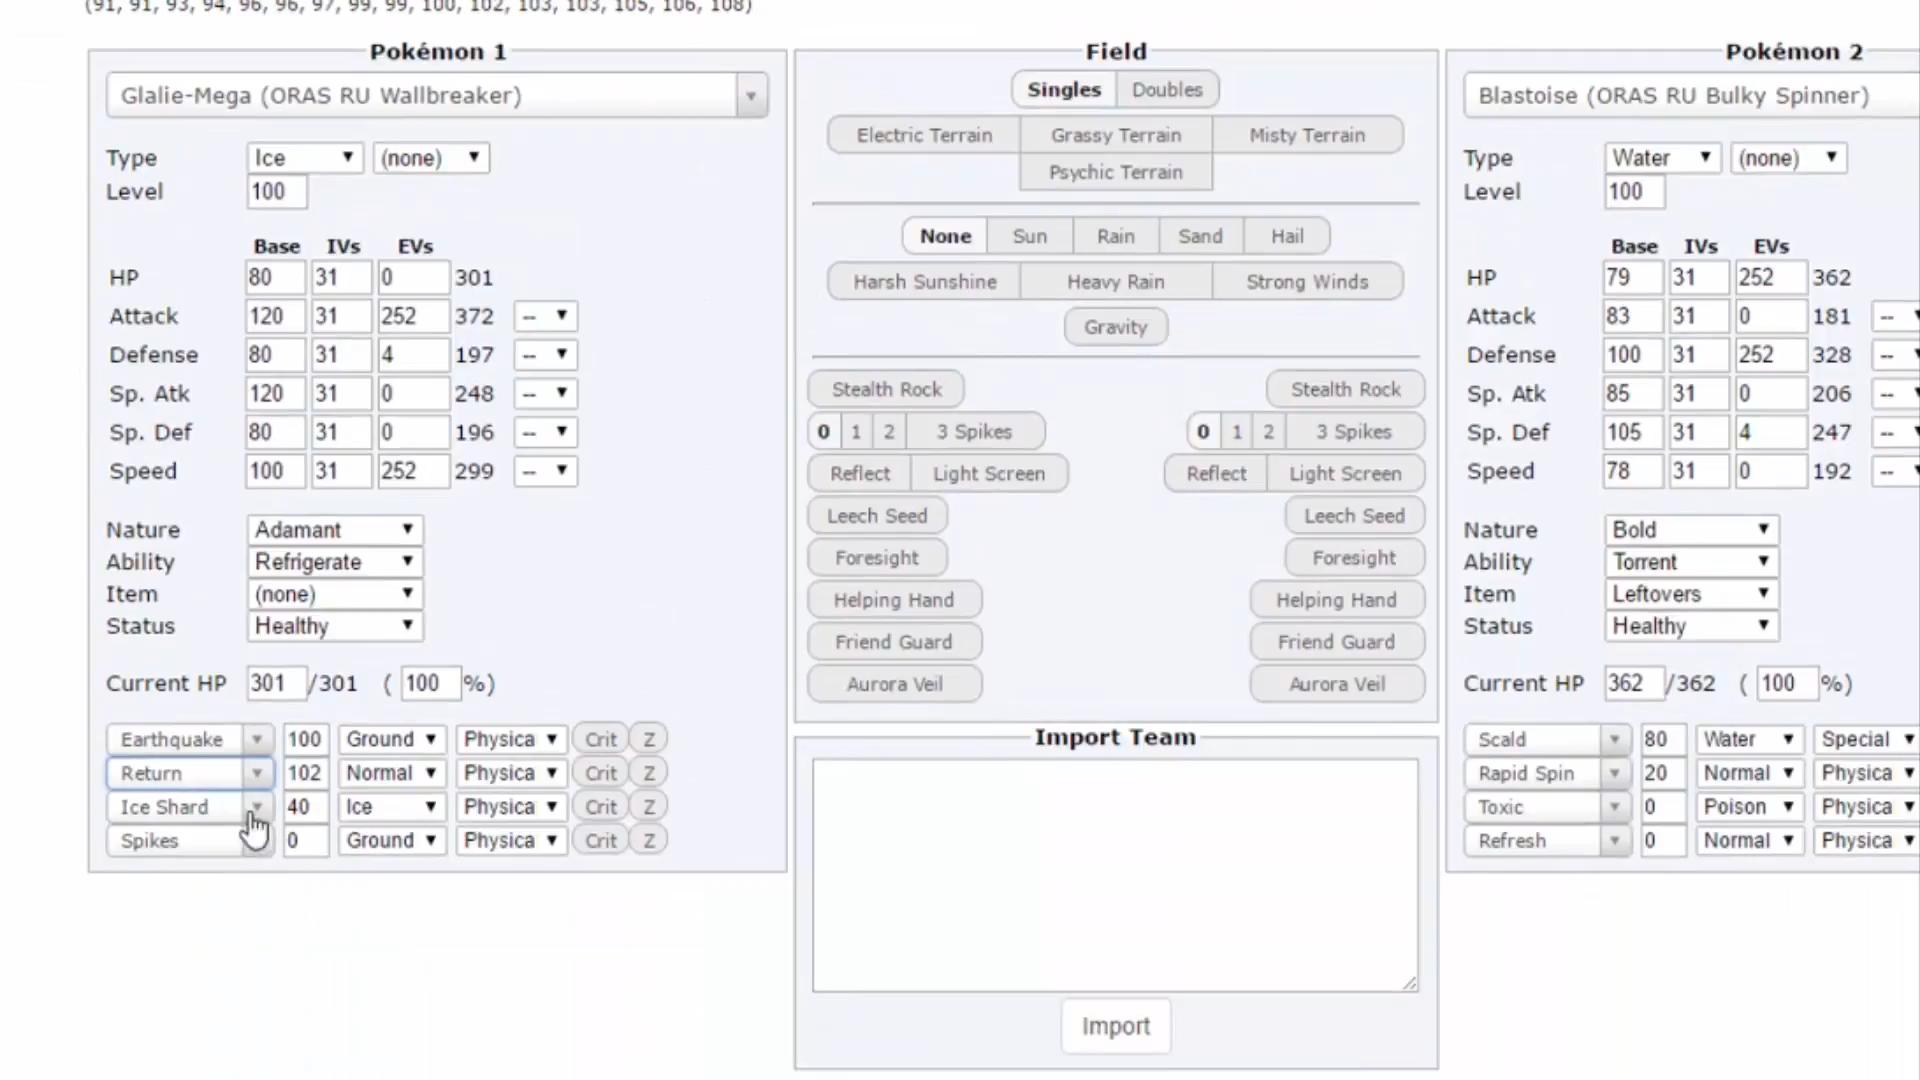 (91, 91, 93, 94, 96, 96, 97, 99, 99, 100, 102, 103, 103, 105, 106, 108)
Pokémon 1
Glalie-Mega (ORAS RU Wallbreaker)
Type Ice (none)
Level 100
Base IVs EVs
HP 80 31 0 301
Attack 120 31 252 372 --
Defense 80 31 4 197 --
Sp. Atk 120 31 0 248 --
Sp. Def 80 31 0 196 --
Speed 100 31 252 299 --
Nature Adamant
Ability Refrigerate
Item (none)
Status Healthy
Current HP 301 /301 ( 100 %)
Earthquake 100 Ground Physica Crit Z
Return 102 Normal Physica Crit Z
Ice Shard 40 Ice Physica Crit Z
Spikes 0 Ground Physica Crit Z
Field
Singles Doubles
Electric Terrain Grassy Terrain Misty Terrain
Psychic Terrain
None Sun Rain Sand Hail
Harsh Sunshine Heavy Rain Strong Winds
Gravity
Stealth Rock Stealth Rock
0 1 2 3 Spikes 0 1 2 3 Spikes
Reflect Light Screen Reflect Light Screen
Leech Seed Leech Seed
Foresight Foresight
Helping Hand Helping Hand
Friend Guard Friend Guard
Aurora Veil Aurora Veil
Import Team
Import
Pokémon 2
Blastoise (ORAS RU Bulky Spinner)
Type Water (none)
Level 100
Base IVs EVs
HP 79 31 252 362
Attack 83 31 0 181 --
Defense 100 31 252 328 --
Sp. Atk 85 31 0 206 --
Sp. Def 105 31 4 247 --
Speed 78 31 0 192 --
Nature Bold
Ability Torrent
Item Leftovers
Status Healthy
Current HP 362 /362 ( 100 %)
Scald 80 Water Special
Rapid Spin 20 Normal Physica
Toxic 0 Poison Physica
Refresh 0 Normal Physica